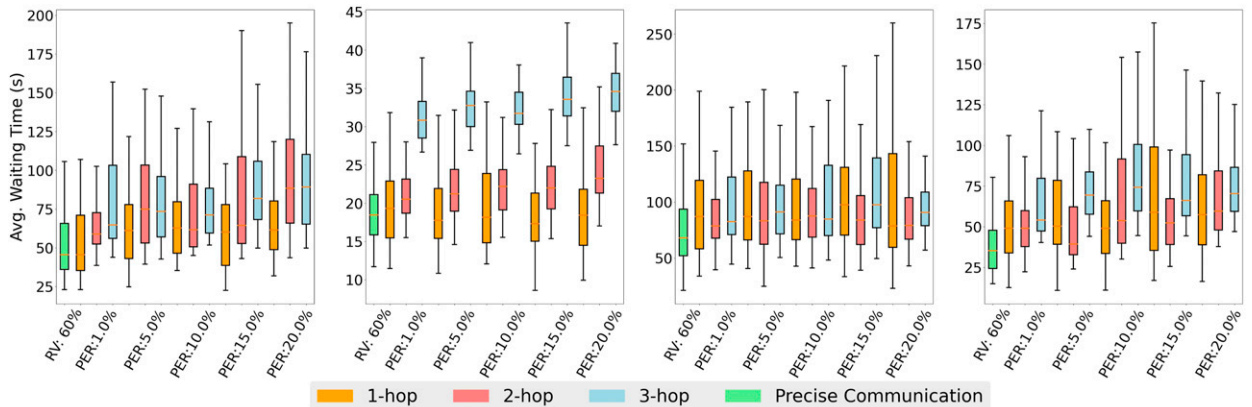 Avg. Waiting Time (s)
200
175
150
125
100
75
50
25
RV: 60%
PER:1.0%
PER:5.0%
PER:10.0%
PER:15.0%
PER:20.0%
45
40
35
30
25
20
15
10
RV: 60%
PER:1.0%
PER:5.0%
PER:10.0%
PER:15.0%
PER:20.0%
250
200
150
100
50
RV: 60%
PER:1.0%
PER:5.0%
PER:10.0%
PER:15.0%
PER:20.0%
175
150
125
100
75
50
25
RV: 60%
PER:1.0%
PER:5.0%
PER:10.0%
PER:15.0%
PER:20.0%
1-hop 2-hop 3-hop Precise Communication